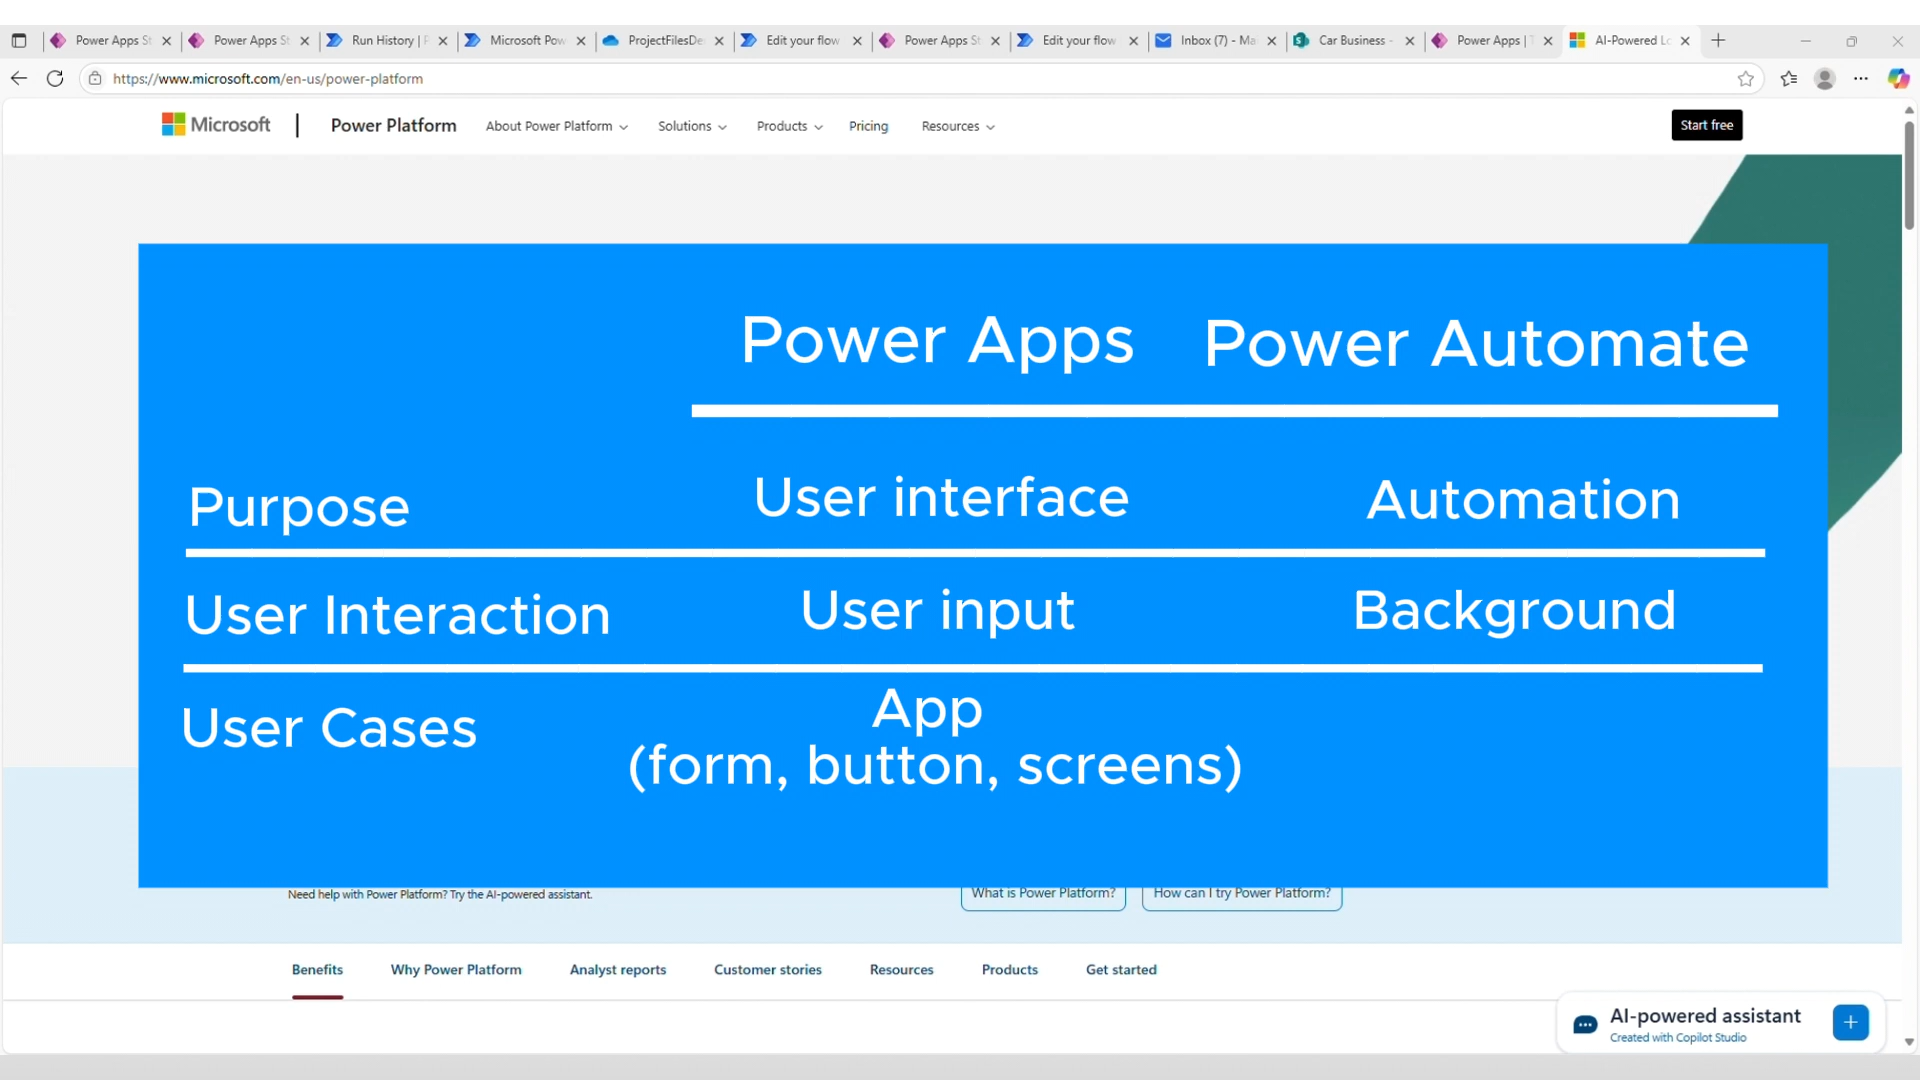 Power Apps St
Power Apps St
Run History | P
Microsoft Pow
ProjectFilesDe
Edit your flow
Power Apps St
Edit your flow
Inbox (7) - Ma
Car Business -
Power Apps | T
AI-Powered Lo
https://www.microsoft.com/en-us/power-platform
Microsoft
Power Platform
About Power Platform
Solutions
Products
Pricing
Resources
Start free
Power Apps Power Automate
Purpose User interface Automation
User Interaction User input Background
User Cases App
(form, button, screens)
Need help with Power Platform? Try the AI-powered assistant.
What is Power Platform?
How can I try Power Platform?
Benefits
Why Power Platform
Analyst reports
Customer stories
Resources
Products
Get started
AI-powered assistant
Created with Copilot Studio